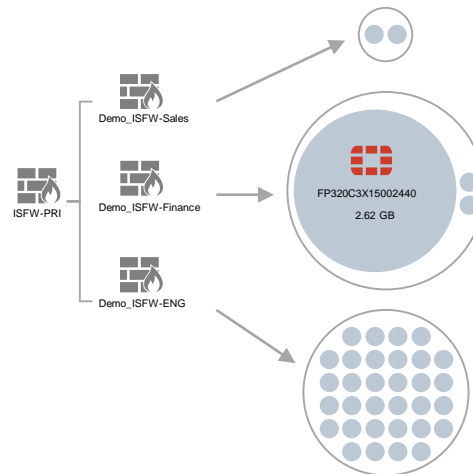 Demo_ISFW-Sales
Demo_ISFW-Finance
ISFW-PRI
Demo_ISFW-ENG
FP320C3X15002440
2.62 GB